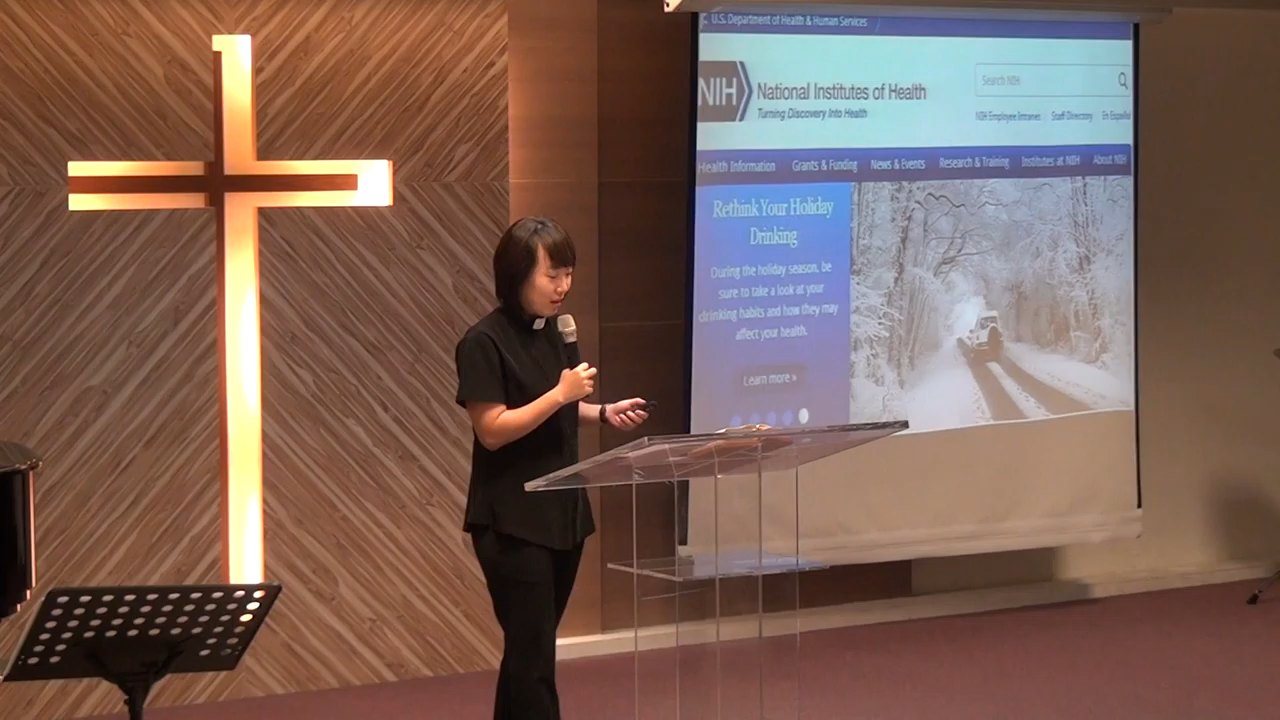 U.S. Department of Health & Human Services
NIH
National Institutes of Health
Turning Discovery Into Health
Search NIH
NIH Employee Intranet Staff Directory En Español
Health Information Grants & Funding News & Events Research & Training Institutes at NIH About NIH
Rethink Your Holiday
Drinking
During the holiday season, be
sure to take a look at your
drinking habits and how they may
affect your health.
Learn more »